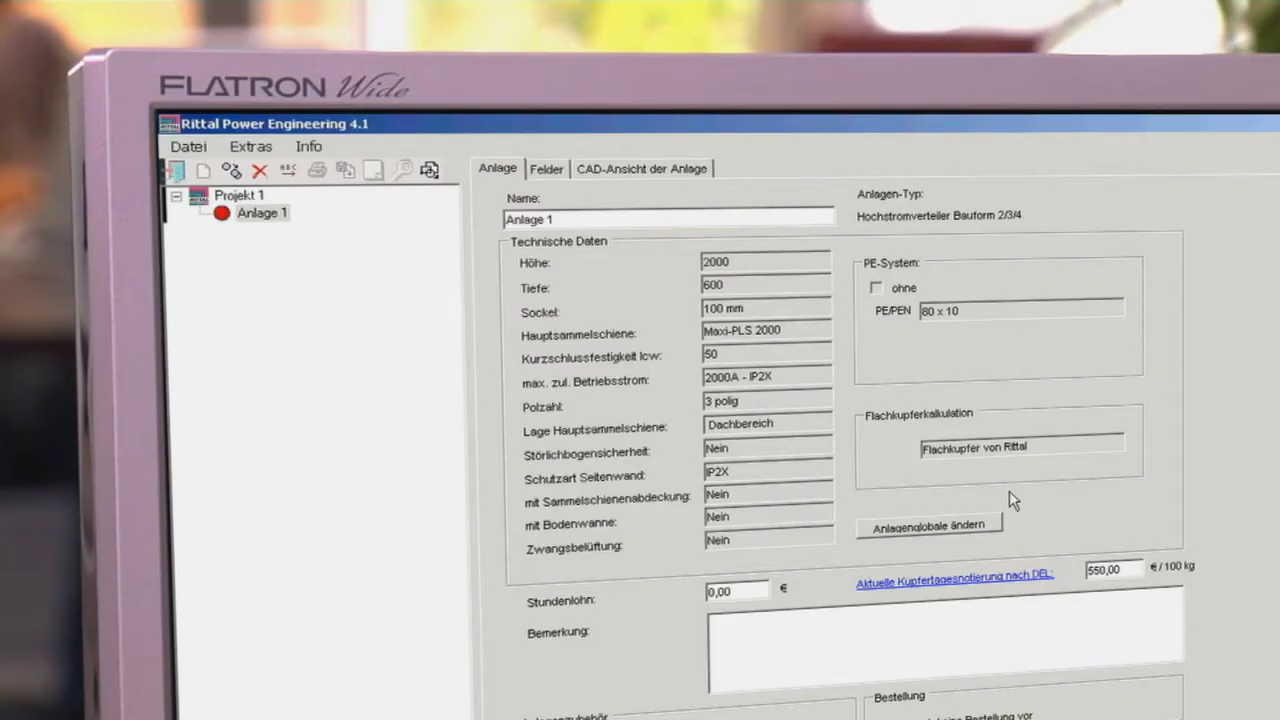 FLATRON Wide
Rittal Power Engineering 4.1
Datei Extras Info
Projekt 1
Anlage 1
Anlage Felder CAD-Ansicht der Anlage
Name:
Anlage 1
Anlagen-Typ:
Hochstromverteiler Bauform 2/3/4
Technische Daten
Höhe: 2000
Tiefe: 600
Sockel: 100 mm
Hauptsammelschiene: Maxi-PLS 2000
Kurzschlussfestigkeit Icw: 50
max. zul. Betriebsstrom: 2000A - IP2X
Polzahl: 3 polig
Lage Hauptsammelschiene: Dachbereich
Störlichbogensicherheit: Nein
Schutzart Seitenwand: IP2X
mit Sammelschienenabdeckung: Nein
mit Bodenwanne: Nein
Zwangsbelüftung: Nein
PE-System:
ohne
PE/PEN 80 x 10
Flachkupferkalkulation
Flachkupfer von Rittal
Anlagenglobale ändern
Stundenlohn: 0,00 €
Aktuelle Kupfertagesnotierung nach DEL: 550,00 € / 100 kg
Bemerkung:
Bestellung